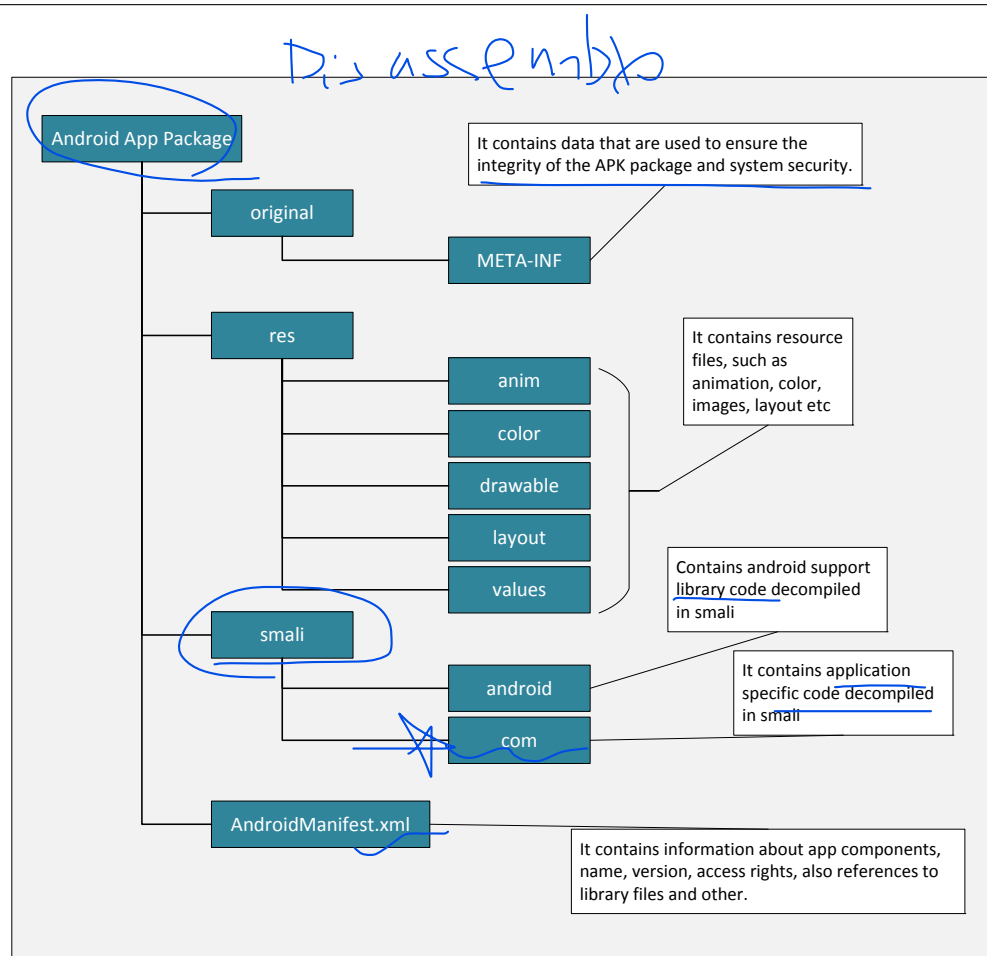 Disassemble
Android App Package
It contains data that are used to ensure the
integrity of the APK package and system security.
original
META-INF
res
It contains resource
files, such as
animation, color,
images, layout etc
anim
color
drawable
layout
values
Contains android support
library code decompiled
in smali
smali
It contains application
specific code decompiled
in smali
android
com
AndroidManifest.xml
It contains information about app components,
name, version, access rights, also references to
library files and other.